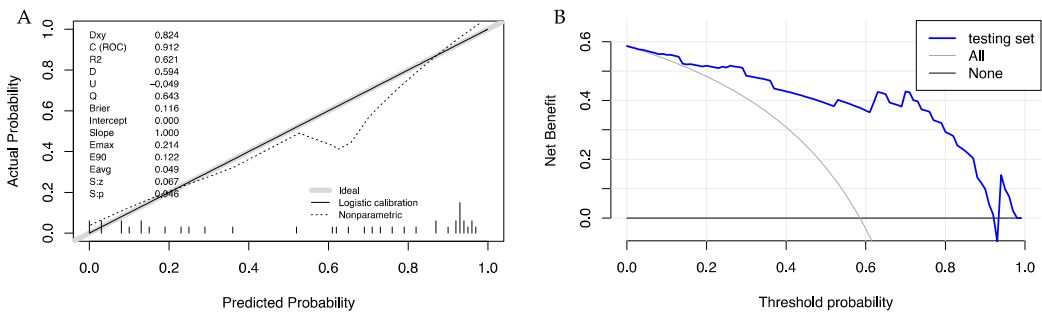 A
Actual Probability
1.0
0.8
0.6
0.4
0.2
0.0
Dxy 0.824
C (ROC) 0.912
R2 0.621
D 0.594
U −0.049
Q 0.643
Brier 0.116
Intercept 0.000
Slope 1.000
Emax 0.214
E90 0.122
Eavg 0.049
S:z 0.067
S:p 0.946
Ideal
Logistic calibration
Nonparametric
0.0 0.2 0.4 0.6 0.8 1.0
Predicted Probability
B
Net Benefit
0.6
0.4
0.2
0.0
testing set
All
None
0.0 0.2 0.4 0.6 0.8 1.0
Threshold probability